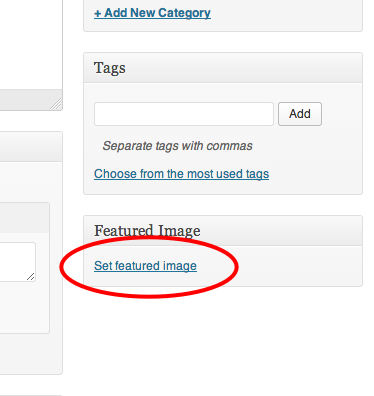 + Add New Category
Tags
Add
Separate tags with commas
Choose from the most used tags
Featured Image
Set featured image